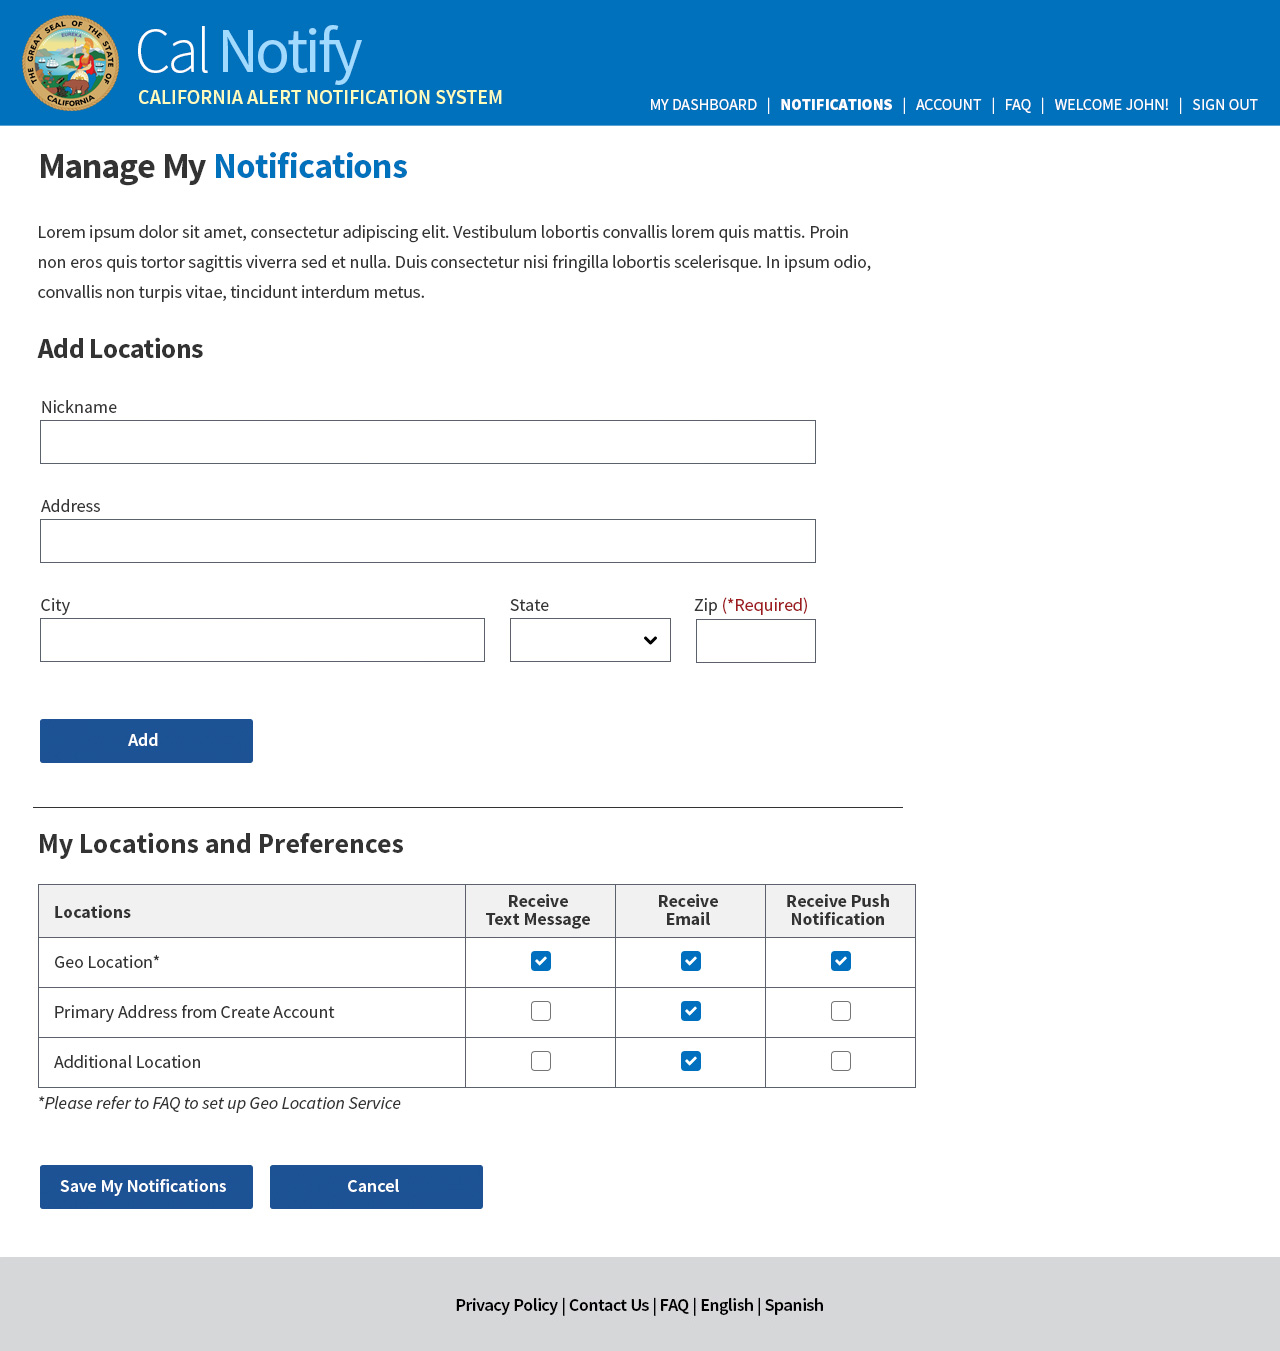 THE GREAT SEAL OF THE STATE OF CALIFORNIA
EUREKA
Cal Notify
CALIFORNIA ALERT NOTIFICATION SYSTEM
MY DASHBOARD | NOTIFICATIONS | ACCOUNT | FAQ | WELCOME JOHN! | SIGN OUT
Manage My Notifications
Lorem ipsum dolor sit amet, consectetur adipiscing elit. Vestibulum lobortis convallis lorem quis mattis. Proin
non eros quis tortor sagittis viverra sed et nulla. Duis consectetur nisi fringilla lobortis scelerisque. In ipsum odio,
convallis non turpis vitae, tincidunt interdum metus.
Add Locations
Nickname
Address
City State Zip (*Required)
Add
My Locations and Preferences
Locations
Receive
Text Message
Receive
Email
Receive Push
Notification
Geo Location*
Primary Address from Create Account
Additional Location
*Please refer to FAQ to set up Geo Location Service
Save My Notifications Cancel
Privacy Policy | Contact Us | FAQ | English | Spanish